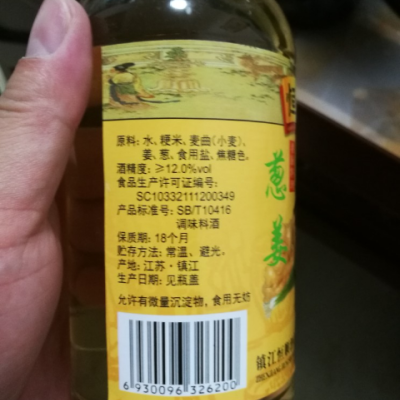 原料：水、粳米、麦曲（小麦）、
姜、葱、食用盐、焦糖色。
酒精度：≥12.0%vol
食品生产许可证编号：
SC10332111200349
产品标准号：SB/T10416
调味料酒
保质期：18个月
贮存方法：常温、避光。
产地：江苏·镇江
生产日期：见瓶盖
允许有微量沉淀物，食用无妨
6 930096 326200
葱
姜
镇江恒